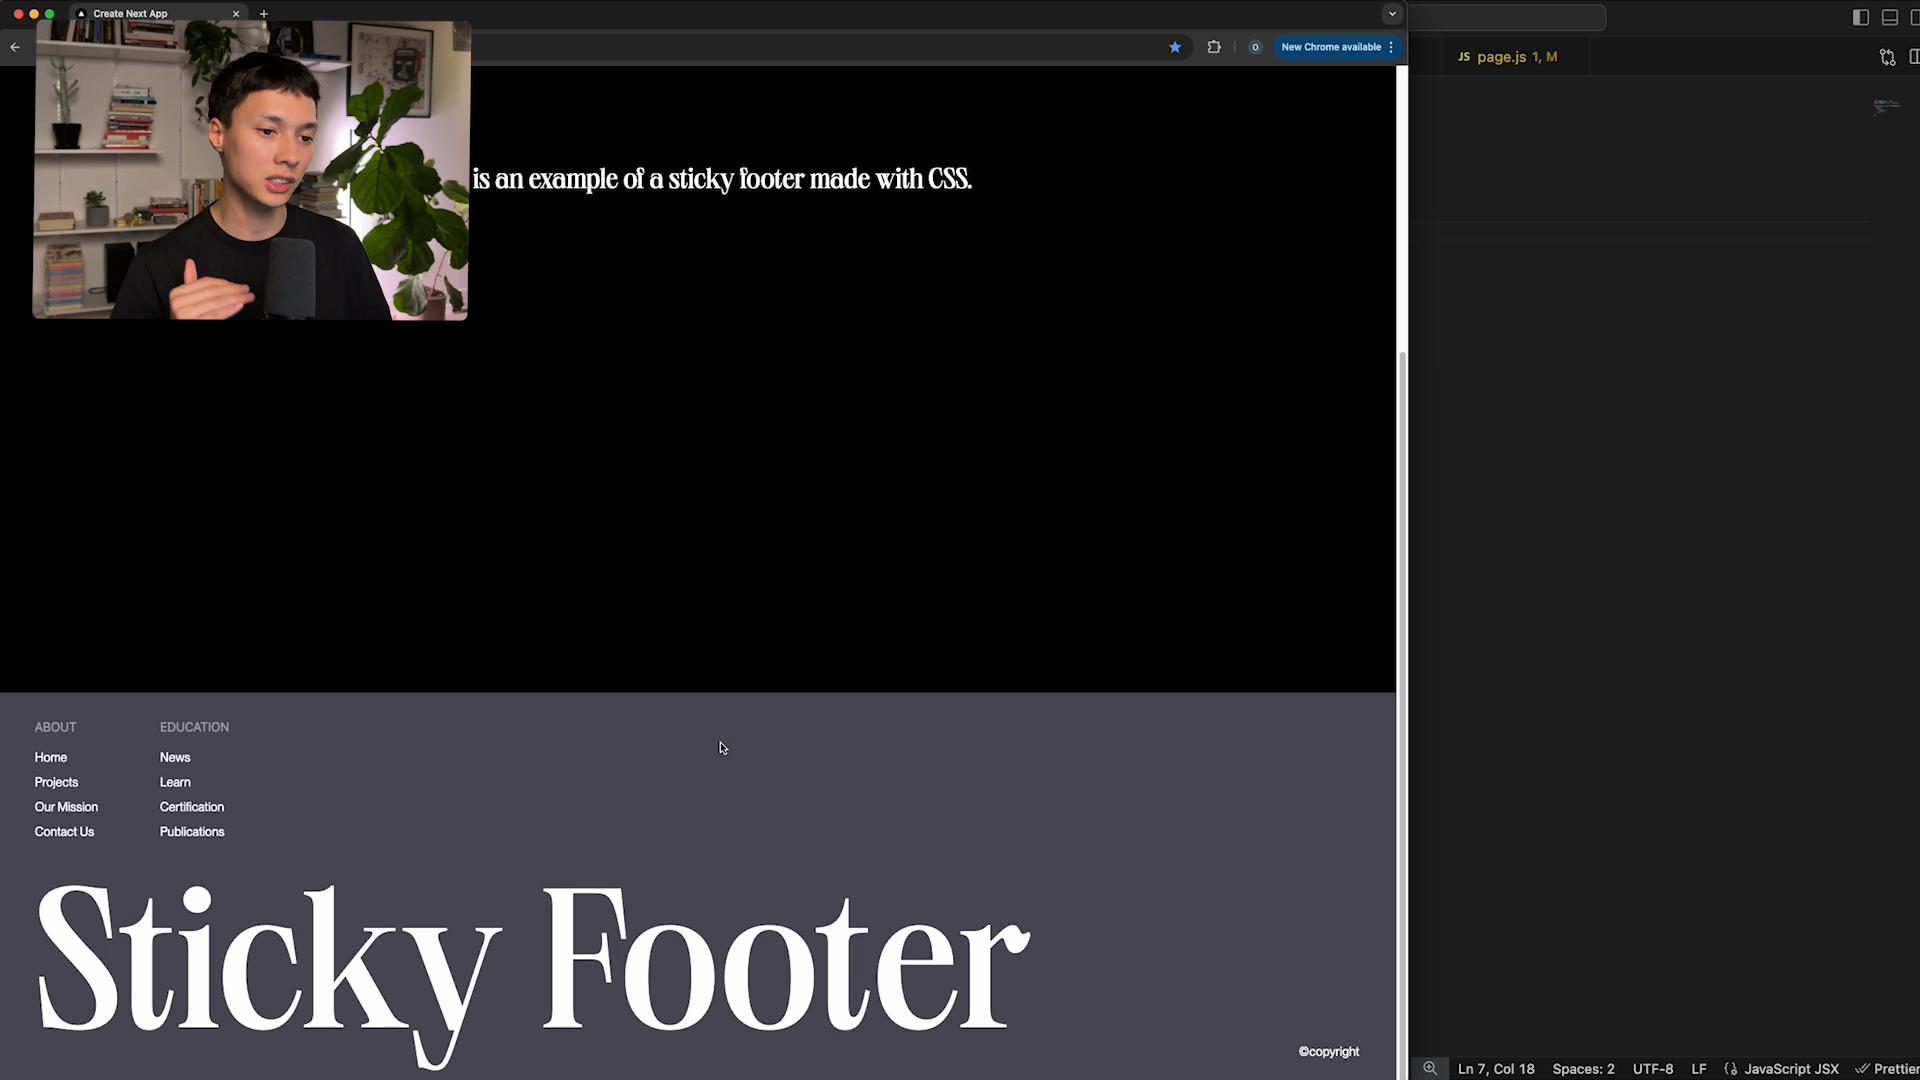 Create Next App
0
New Chrome available
JS page.js 1, M
is an example of a sticky footer made with CSS.
ABOUT
Home
Projects
Our Mission
Contact Us
EDUCATION
News
Learn
Certification
Publications
Sticky Footer
©copyright
Ln 7, Col 18 Spaces: 2 UTF-8 LF {} JavaScript JSX Prettier